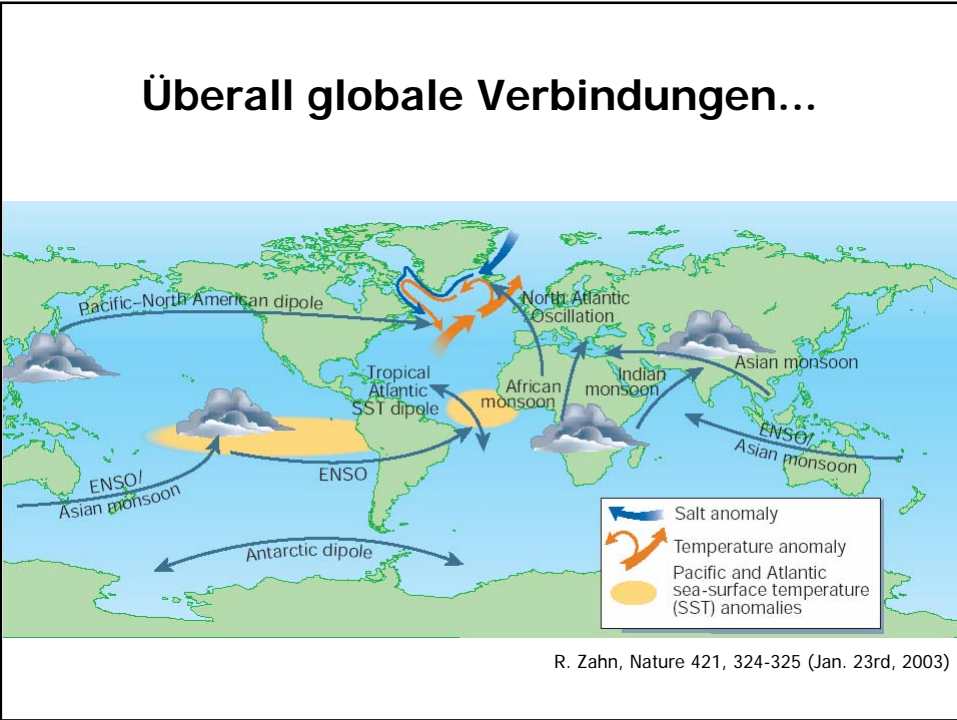 Überall globale Verbindungen...
Pacific–North American dipole
North Atlantic
Oscillation
Tropical
Atlantic
SST dipole
African
monsoon
Indian
monsoon
Asian monsoon
ENSO/
Asian monsoon
ENSO
ENSO/
Asian monsoon
Antarctic dipole
Salt anomaly
Temperature anomaly
Pacific and Atlantic
sea-surface temperature
(SST) anomalies
R. Zahn, Nature 421, 324-325 (Jan. 23rd, 2003)